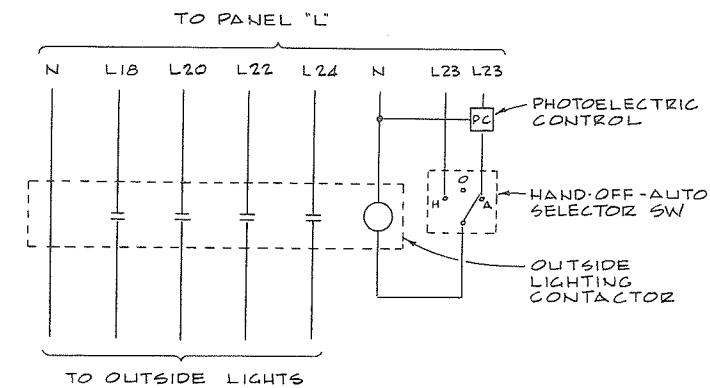 TO PANEL "L"
N L18 L20 L22 L24 N L23 L23
PHOTOELECTRIC
CONTROL
PC
O
H A
HAND-OFF-AUTO
SELECTOR SW
OUTSIDE
LIGHTING
CONTACTOR
TO OUTSIDE LIGHTS